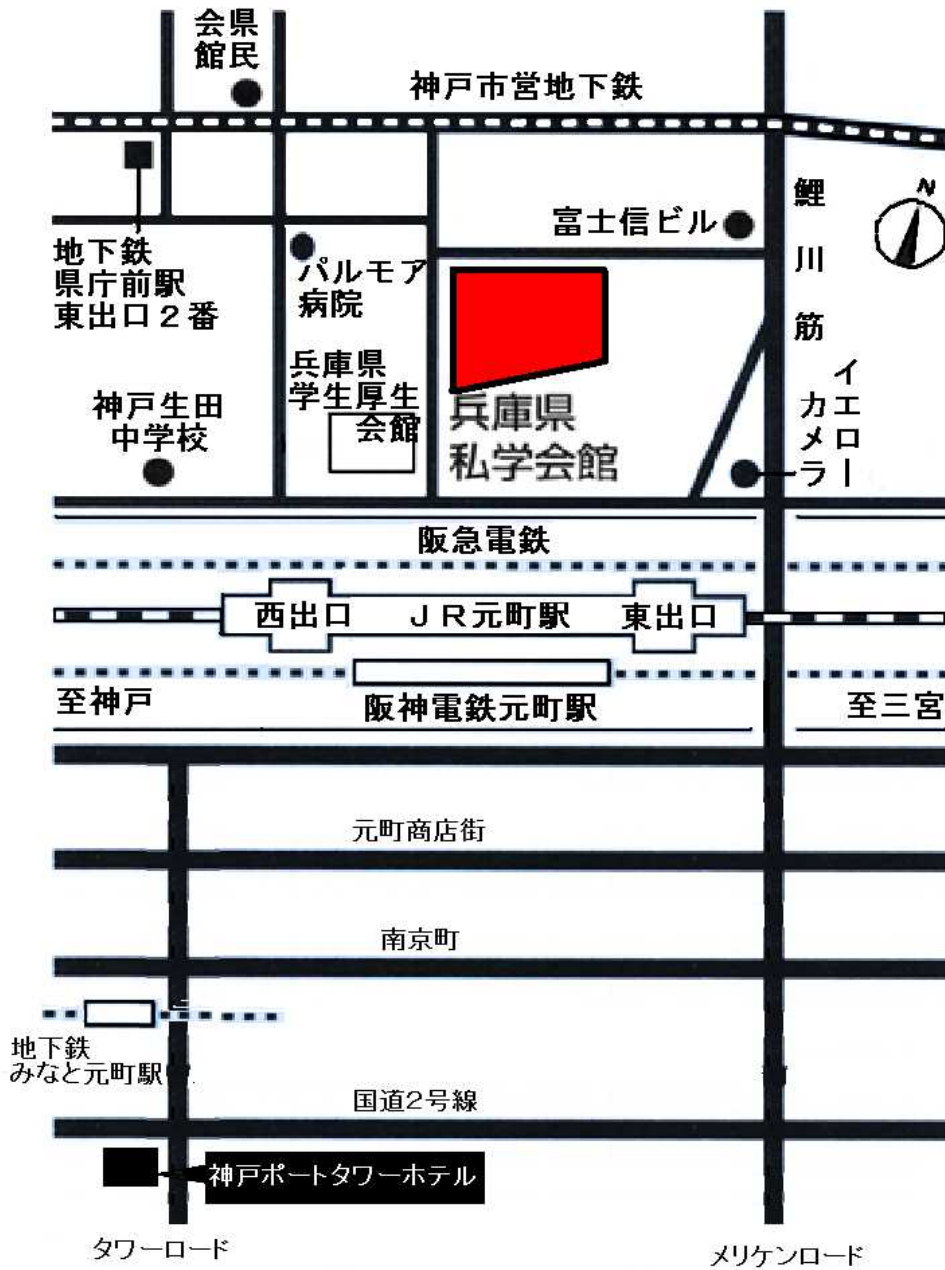 会県
館民
神戸市営地下鉄
N
鯉川筋
富士信ビル
地下鉄
県庁前駅
東出口２番
パルモア
病院
兵庫県
学生厚生
会館
神戸生田
中学校
兵庫県
私学会館
イエロー
カメラ
阪急電鉄
西出口
ＪＲ元町駅
東出口
至神戸
阪神電鉄元町駅
至三宮
元町商店街
南京町
地下鉄
みなと元町駅
国道2号線
神戸ポートタワーホテル
タワーロード
メリケンロード